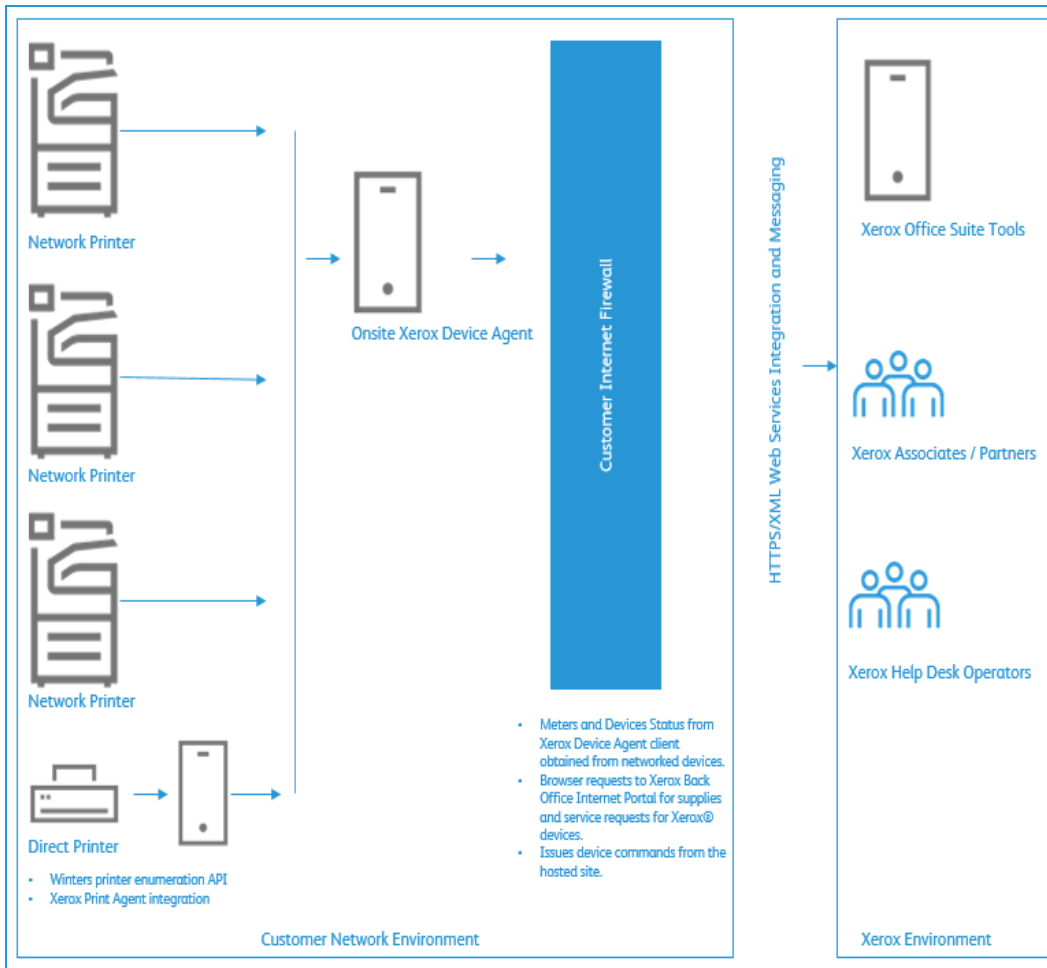 Network Printer
Network Printer
Network Printer
Direct Printer
• Winters printer enumeration API
• Xerox Print Agent integration
Onsite Xerox Device Agent
Customer Internet Firewall
• Meters and Devices Status from
Xerox Device Agent client
obtained from networked devices.
• Browser requests to Xerox Back
Office Internet Portal for supplies
and service requests for Xerox®
devices.
• Issues device commands from the
hosted site.
Customer Network Environment
HTTPS/XML Web Services Integration and Messaging
Xerox Office Suite Tools
Xerox Associates / Partners
Xerox Help Desk Operators
Xerox Environment